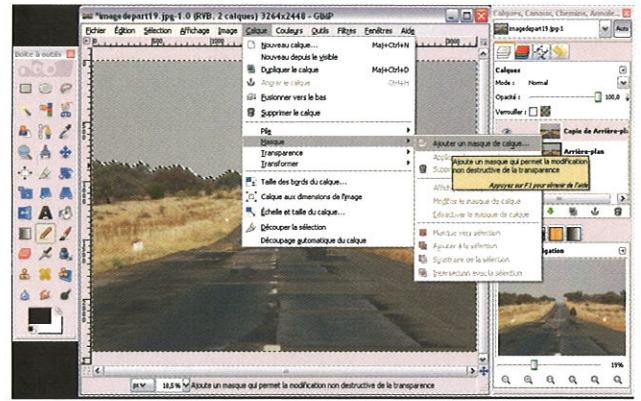 *imagedepart19.jpg-1.0 (RVB, 2 calques) 3264x2448 - GIMP
Fichier Édition Sélection Affichage Image Calque Couleurs Outils Filtres Fenêtres Aide
Boîte à outils
Nouveau calque... Maj+Ctrl+N
Nouveau depuis le visible
Dupliquer le calque Maj+Ctrl+D
Ancrer le calque Ctrl+H
Fusionner vers le bas
Supprimer le calque
Pile
Masque
Transparence
Transformer
Taille des bords du calque...
Calque aux dimensions de l'image
Échelle et taille du calque...
Découper la sélection
Découpage automatique du calque
Ajouter un masque de calque...
Ajoute un masque qui permet la modification
non destructive de la transparence
Appuyez sur F1 pour obtenir de l'aide
Modifier le masque de calque
Désactiver le masque de calque
Masque vers sélection
Ajouter à la sélection
Soustraire de la sélection
Intersection avec la sélection
Calques, Canaux, Chemins, Annule...
imagedepart19.jpg-1 Auto
Calques
Mode : Normal
Opacité : 100,0
Verrouiller :
Copie de Arrière-pl
Arrière-plan
19%
px 18,5% Ajoute un masque qui permet la modification non destructive de la transparence